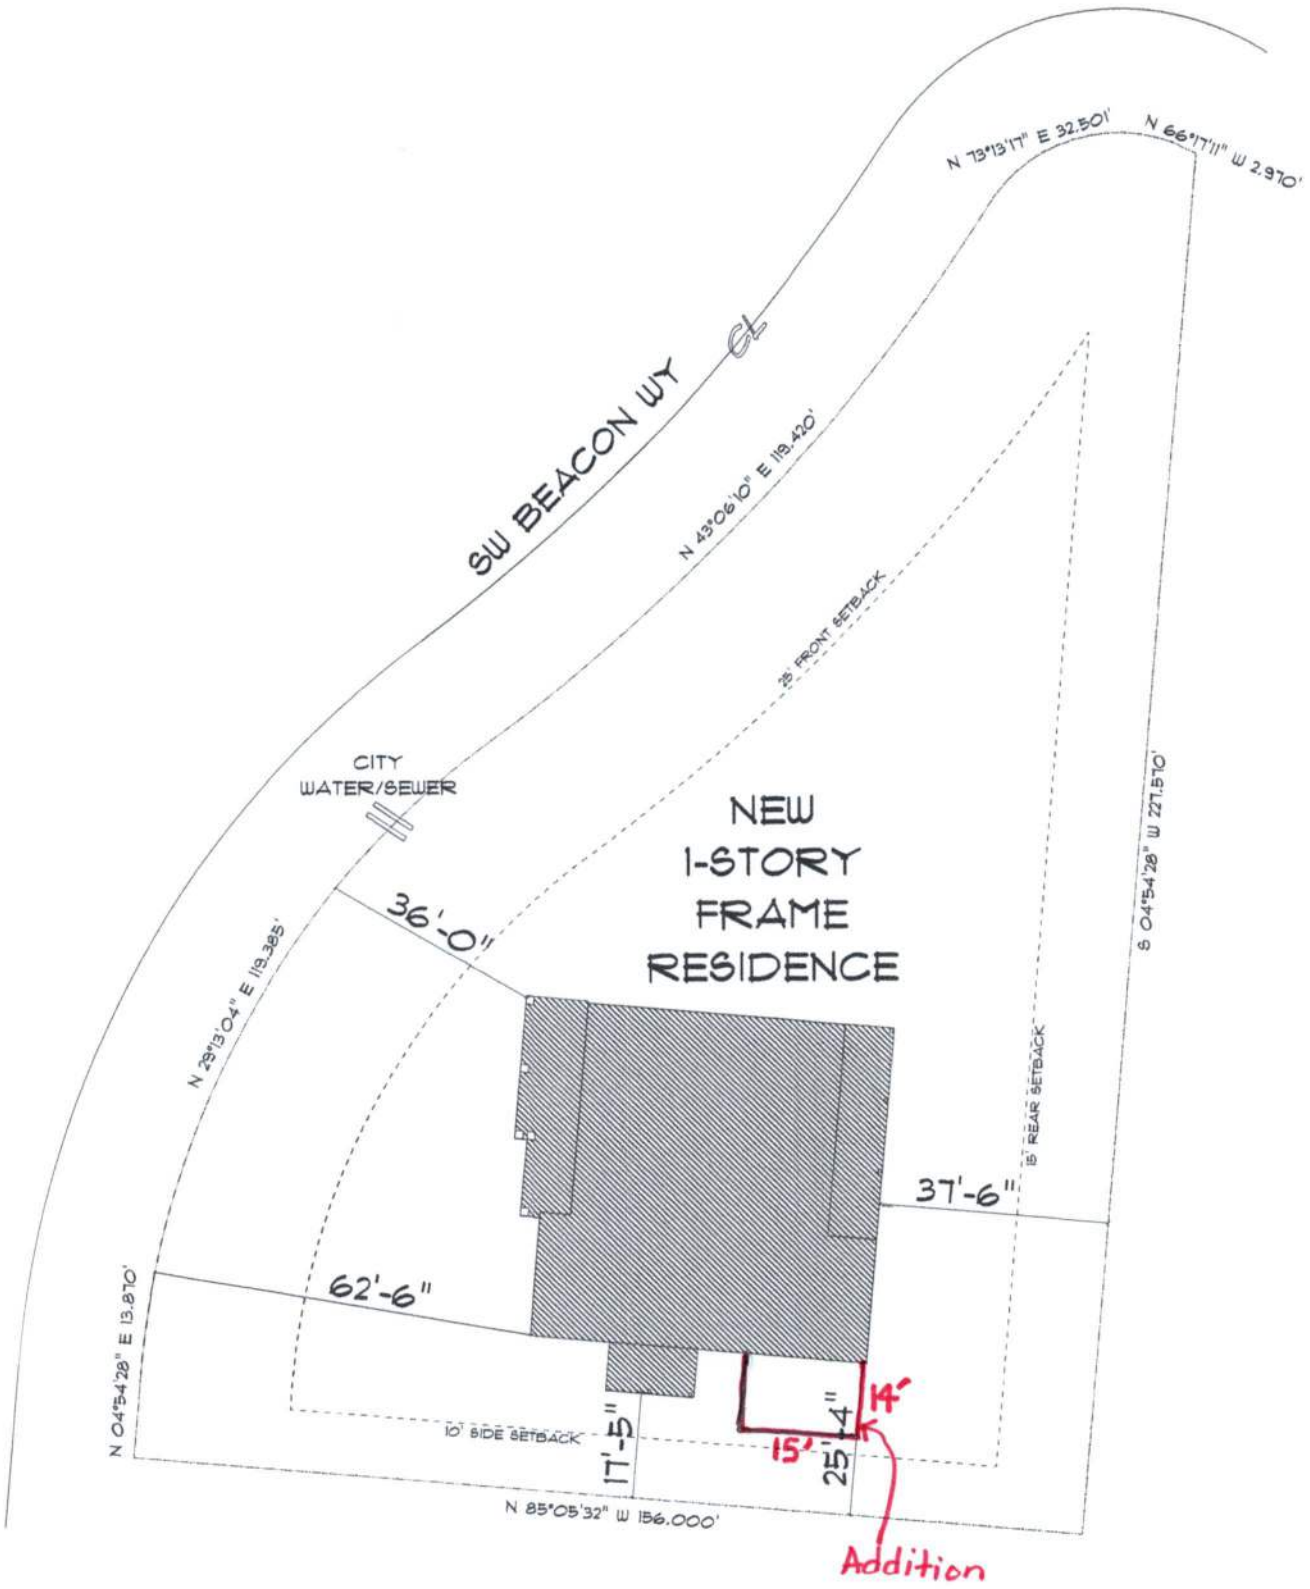 N 73°13'17" E 32.501'
N 66°17'11" W 2.970'
CL
SW BEACON WY
N 43°06'10" E 119.420'
25' FRONT SETBACK
CITY
WATER/SEWER
NEW
1-STORY
FRAME
RESIDENCE
S 04°54'28" W 227.570'
36'-0"
N 29°13'04" E 119.385'
15' REAR SETBACK
37'-6"
62'-6"
N 04°54'28" E 13.870'
14'
10' SIDE SETBACK
17'-5"
15'
25'-4"
N 85°05'32" W 156.000'
Addition